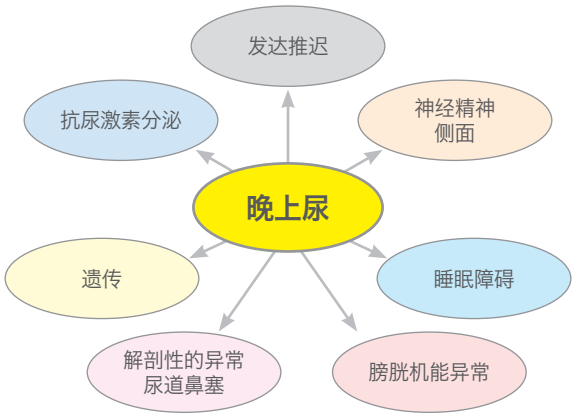 发达推迟
抗尿激素分泌
神经精神
侧面
晚上尿
遗传
睡眠障碍
解剖性的异常
尿道鼻塞
膀胱机能异常